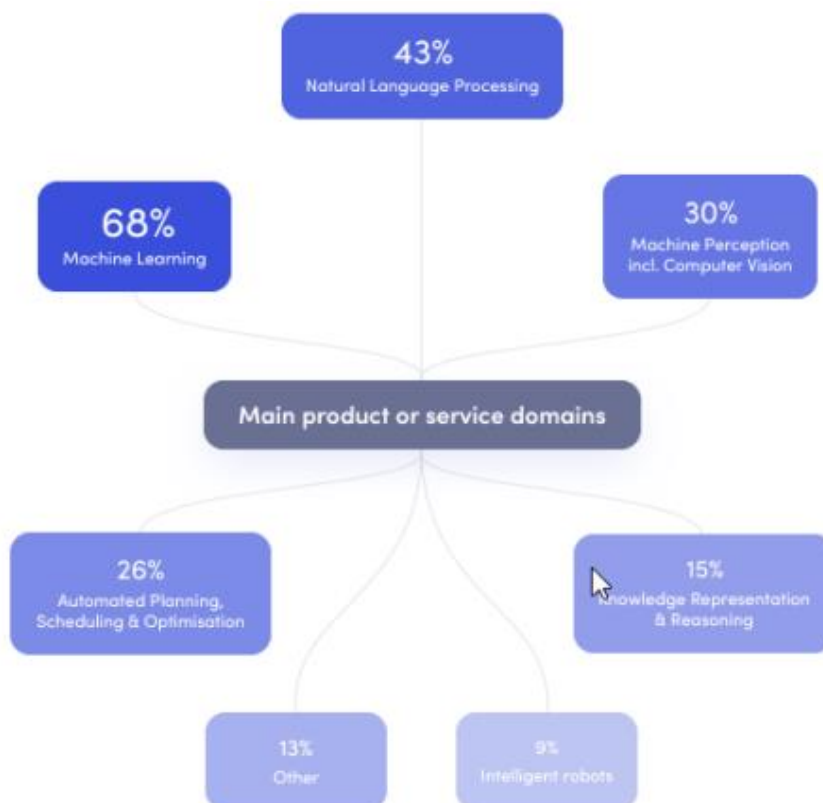 43%
Natural Language Processing
68%
Machine Learning
30%
Machine Perception
incl. Computer Vision
Main product or service domains
26%
Automated Planning,
Scheduling & Optimisation
15%
Knowledge Representation
& Reasoning
13%
Other
9%
Intelligent robots